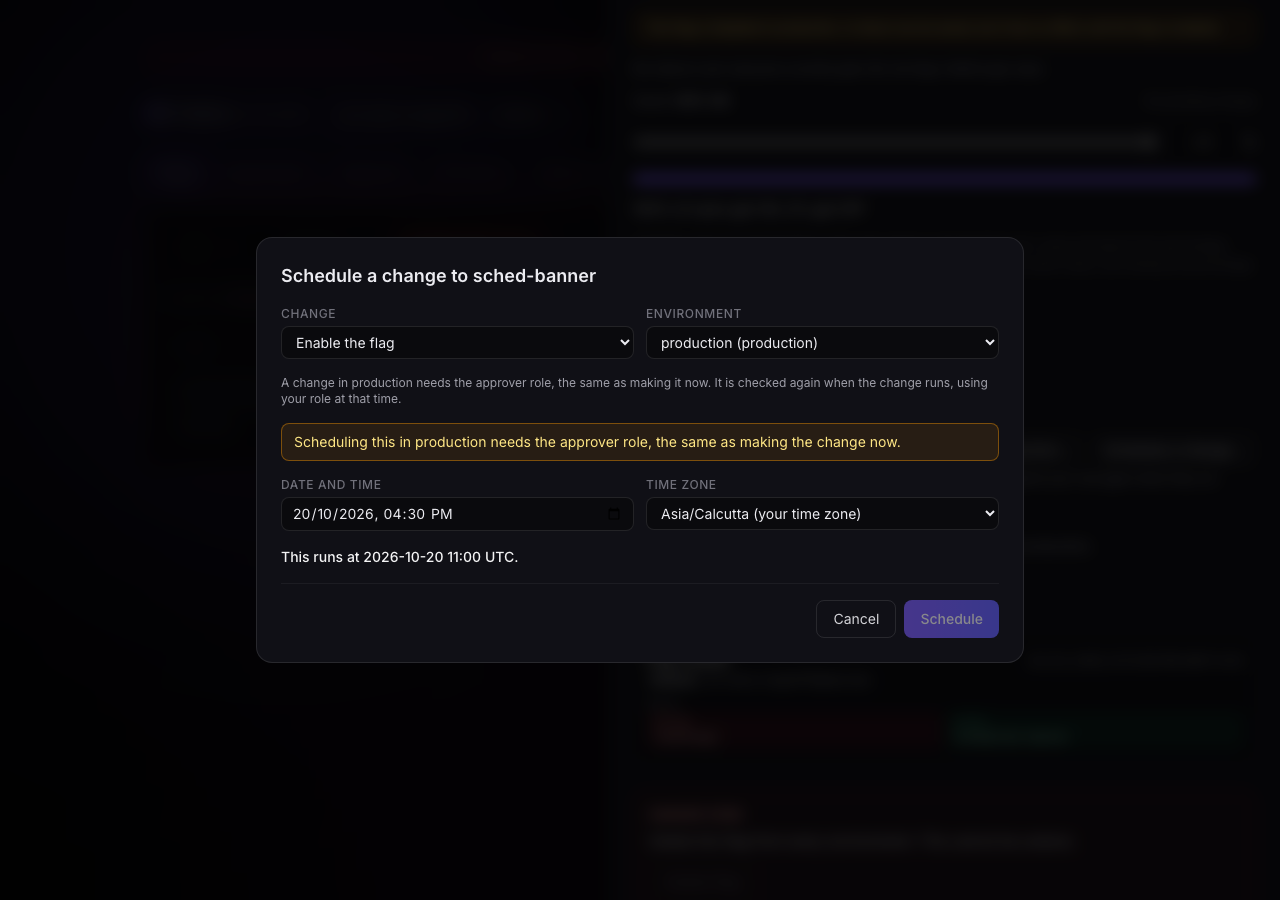 Schedule a change to sched-banner
CHANGE
ENVIRONMENT
Enable the flag
production (production)
A change in production needs the approver role, the same as making it now. It is checked again when the change runs, using
your role at that time.
Scheduling this in production needs the approver role, the same as making the change now.
DATE AND TIME
TIME ZONE
20/10/2026, 04:30 PM
Asia/Calcutta (your time zone)
This runs at 2026-10-20 11:00 UTC.
Cancel
Schedule